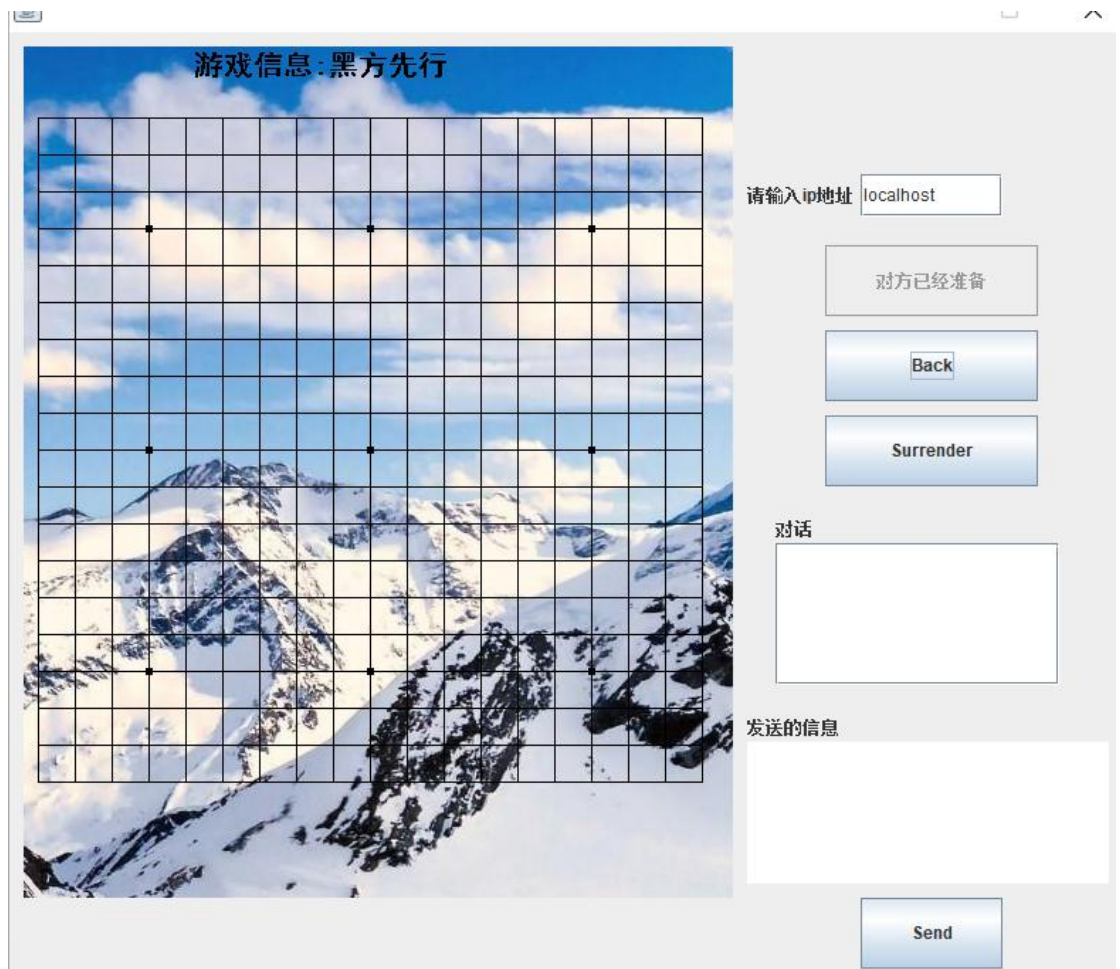 游戏信息:黑方先行
请输入ip地址 localhost
对方已经准备
Back
Surrender
对话
发送的信息
Send